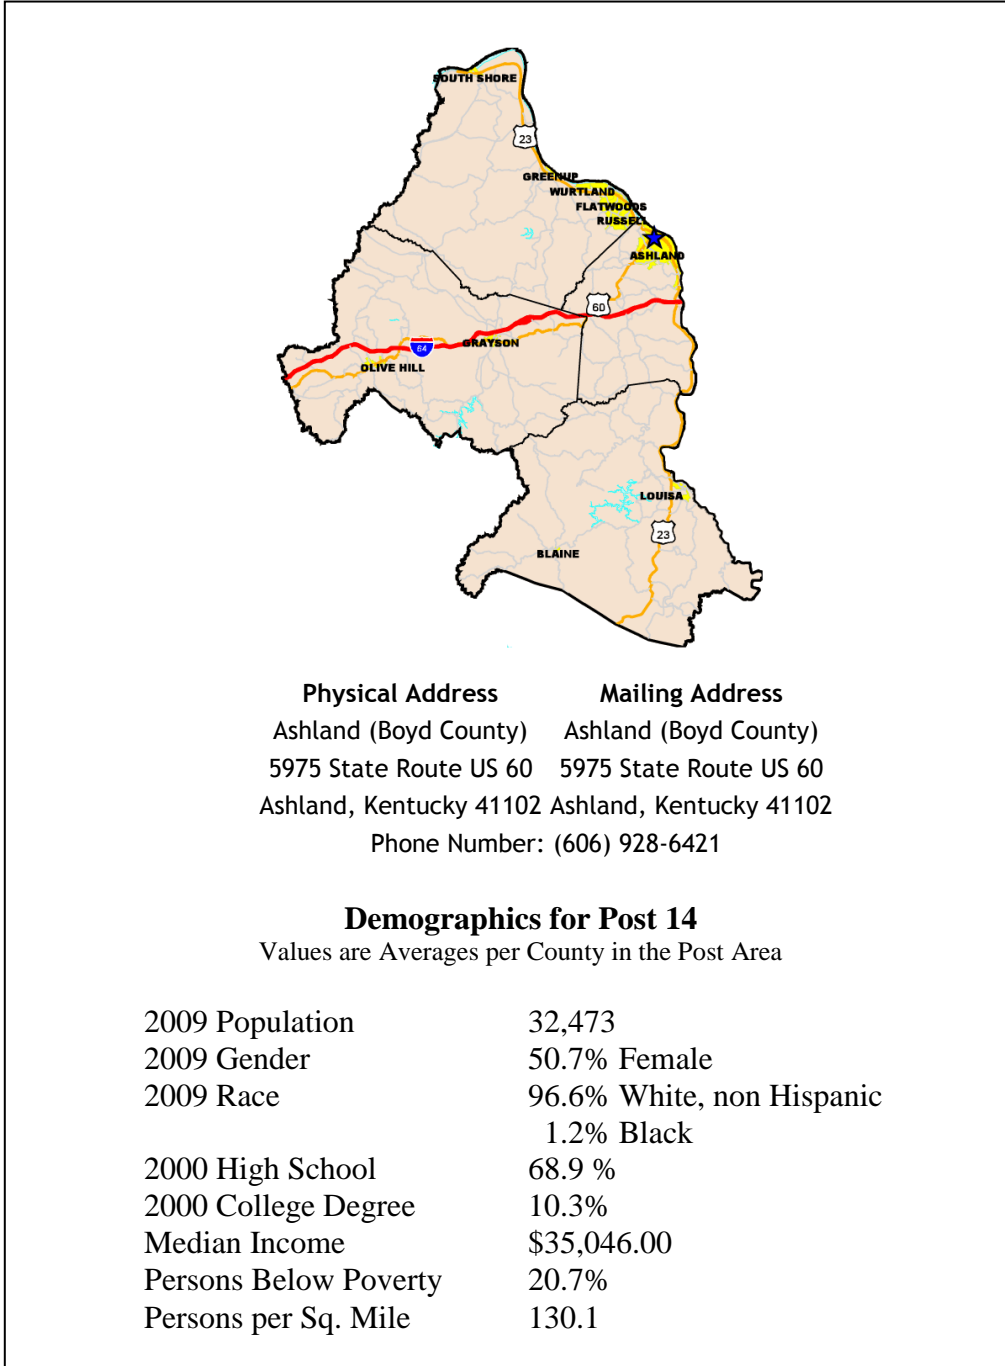 SOUTH SHORE
23
GREENUP
WURTLAND
FLATWOODS
RUSSELL
ASHLAND
60
GRAYSON
64
OLIVE HILL
LOUISA
23
BLAINE
Physical Address Mailing Address
Ashland (Boyd County) Ashland (Boyd County)
5975 State Route US 60 5975 State Route US 60
Ashland, Kentucky 41102 Ashland, Kentucky 41102
Phone Number: (606) 928-6421
Demographics for Post 14
Values are Averages per County in the Post Area
2009 Population 32,473
2009 Gender 50.7% Female
2009 Race 96.6% White, non Hispanic
1.2% Black
2000 High School 68.9 %
2000 College Degree 10.3%
Median Income $35,046.00
Persons Below Poverty 20.7%
Persons per Sq. Mile 130.1